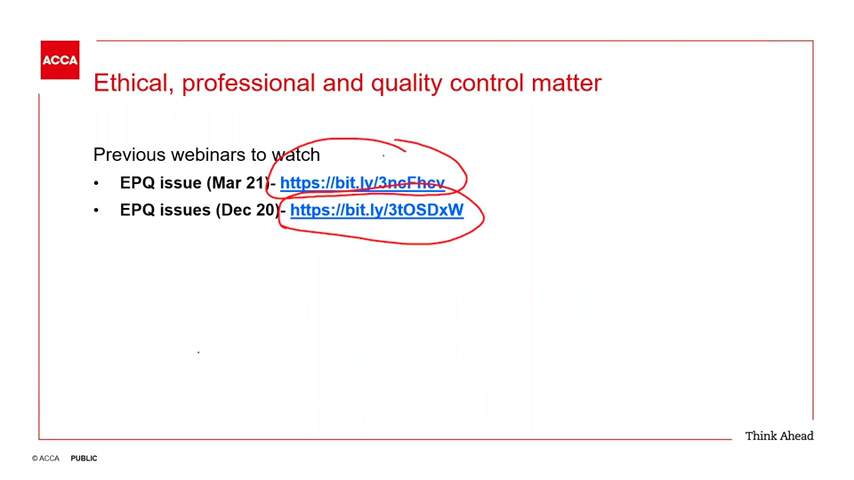 ACCA
Ethical, professional and quality control matter
Previous webinars to watch
• EPQ issue (Mar 21)- https://bit.ly/3ncFhcv
• EPQ issues (Dec 20)- https://bit.ly/3tOSDxW
Think Ahead
© ACCA PUBLIC